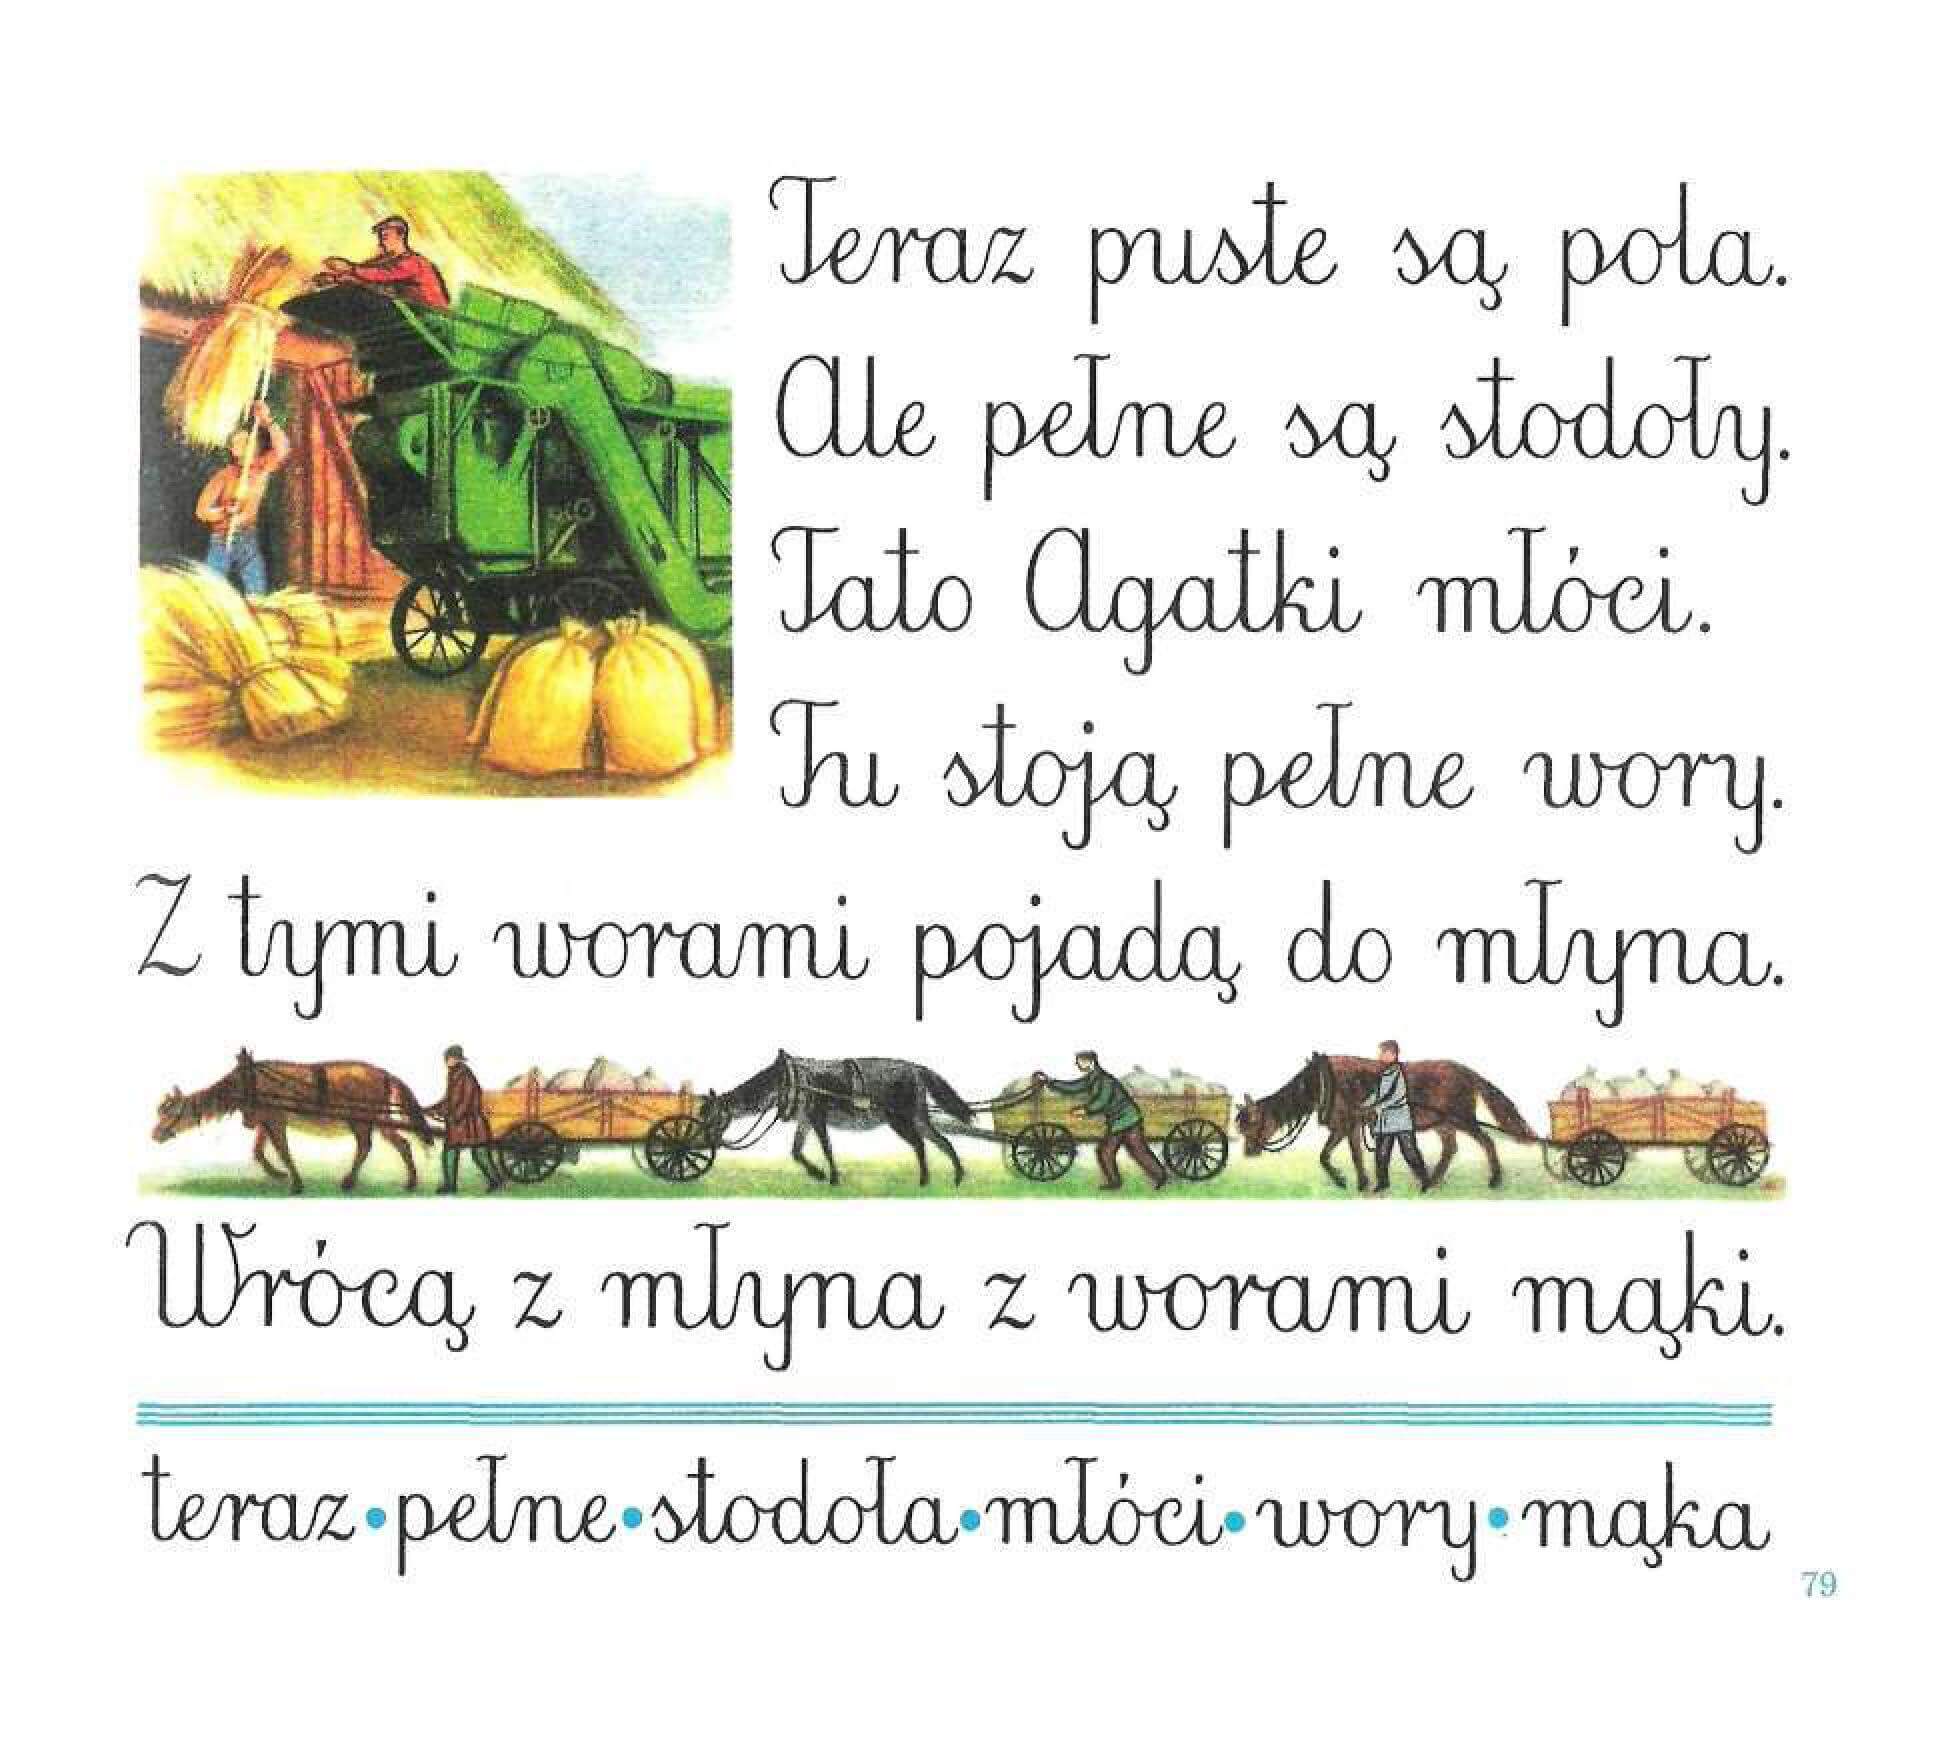 Teraz puste są pola.
Ale pełne są stodoły.
Tato Agatki młóci.
Tu stoją pełne wory.
Z tymi worami pojadą do młyna.
Wrócą z młyna z worami mąki.
teraz•pełne•stodoła•młóci•wory•mąka
79